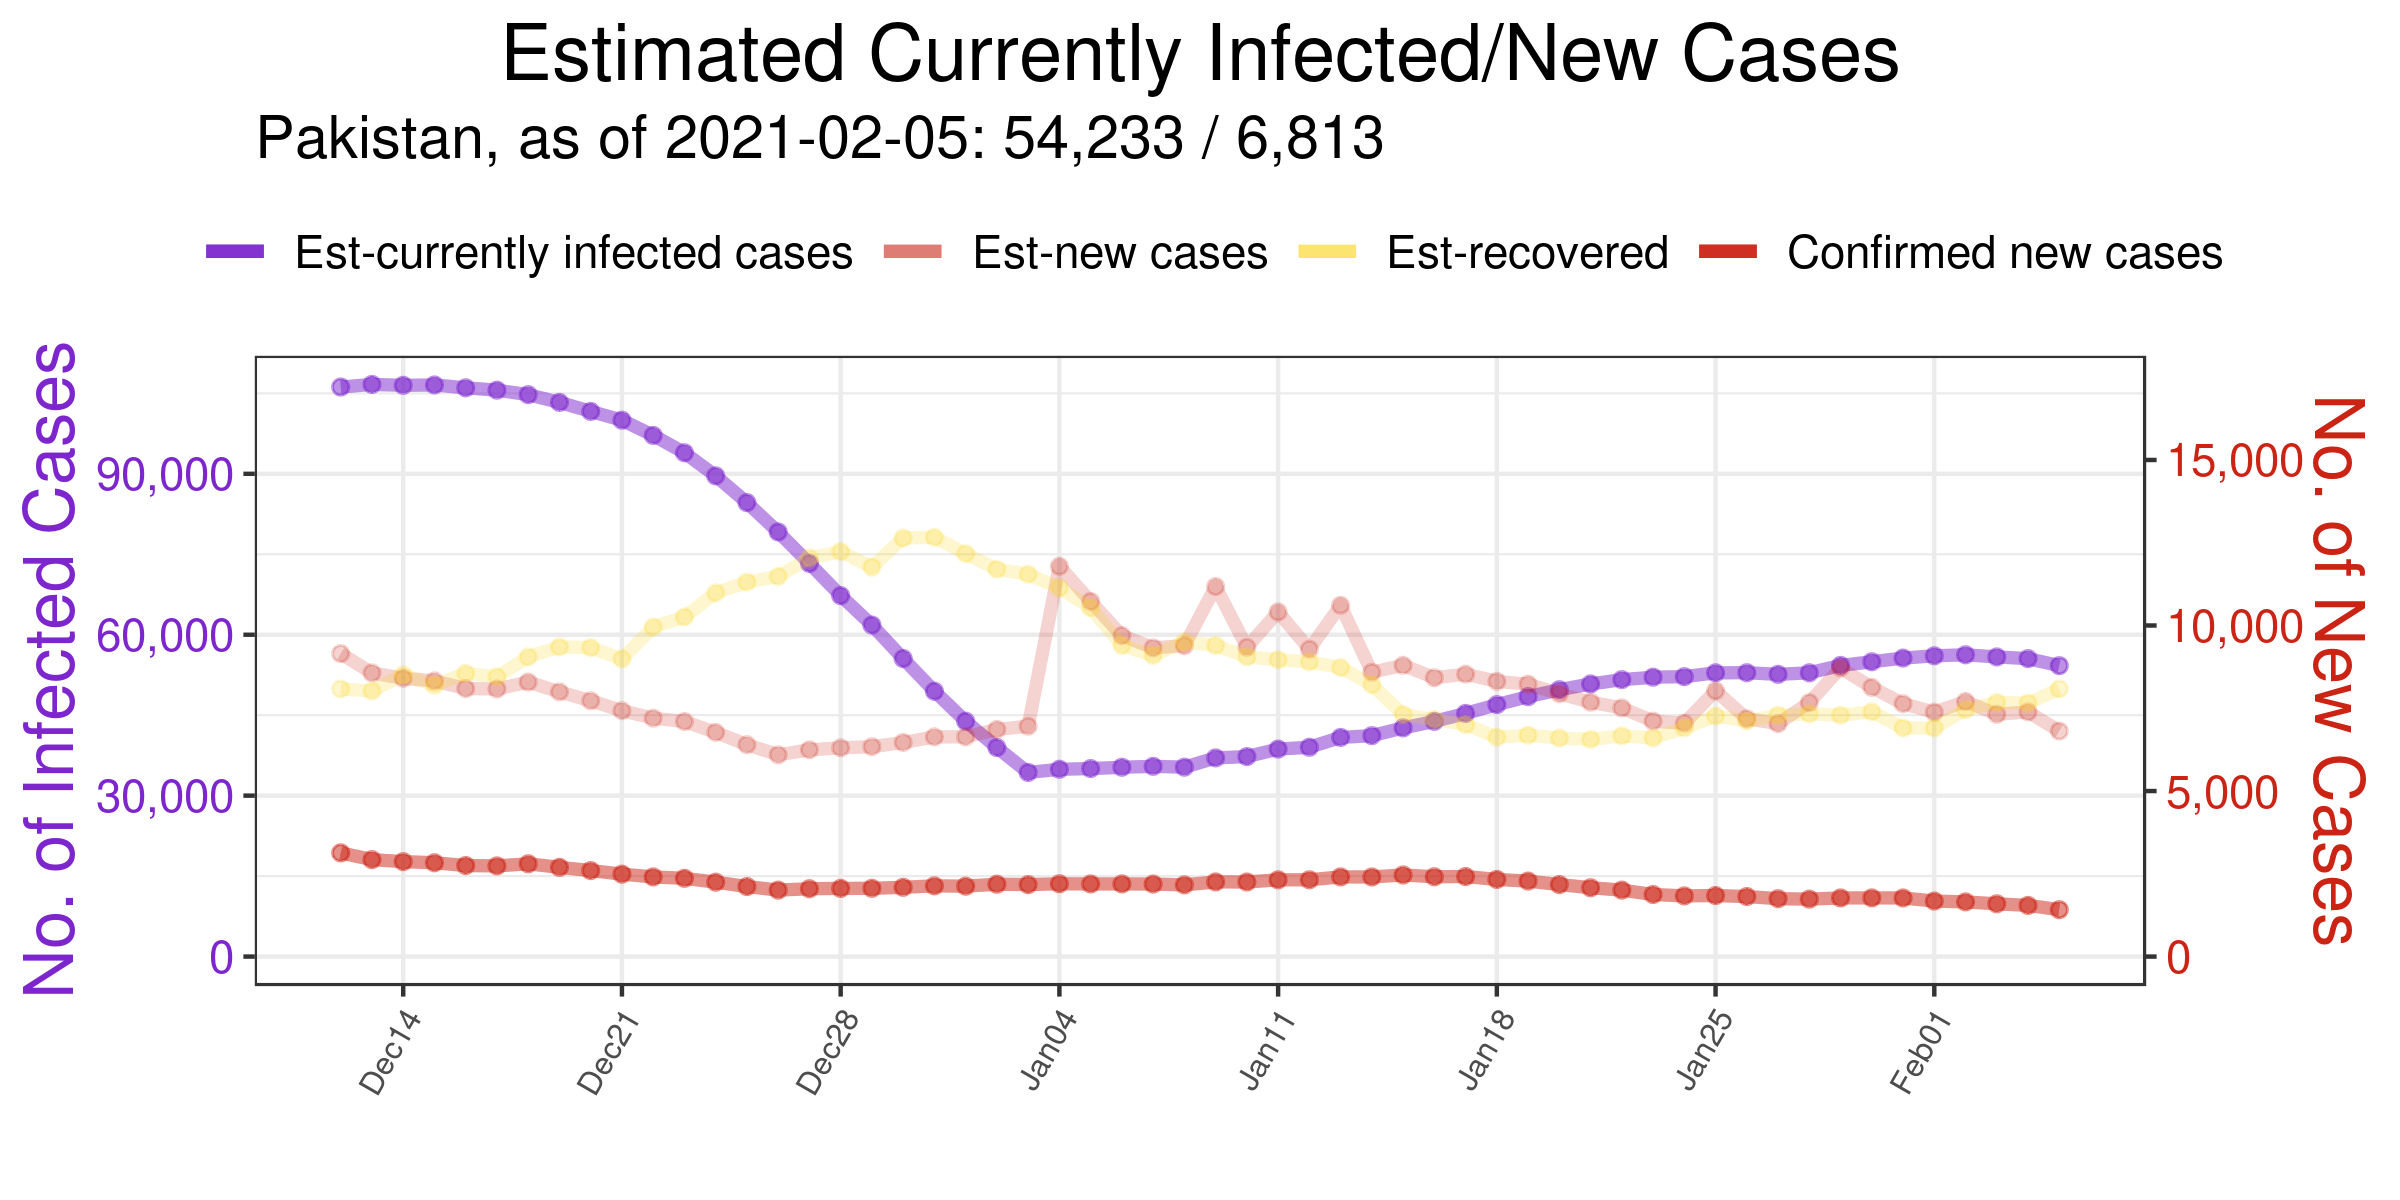 Estimated Currently Infected/New Cases
Pakistan, as of 2021-02-05: 54,233 / 6,813
Est-currently infected cases Est-new cases Est-recovered Confirmed new cases
No. of Infected Cases
90,000
60,000
30,000
0
15,000
10,000
5,000
0
No. of New Cases
Dec14 Dec21 Dec28 Jan04 Jan11 Jan18 Jan25 Feb01